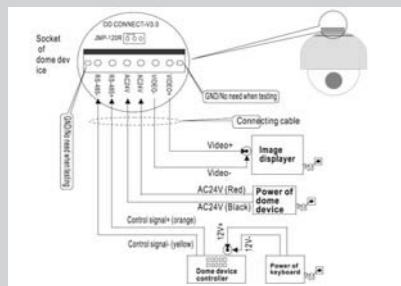 OD CONNECT-V3.0
Socket
of
dome dev
ice
JMP-120R
RS-485-
RS-485+
AC24V
AC24V
VIDEO-
VIDEO+
GND/No need when testing
GND/No need when testing
Connecting cable
Video+
Image
displayer
Video-
AC24V (Red)
Power of
dome
device
AC24V (Black)
Control signal+ (orange)
12V+
12V-
Control signal- (yellow)
Dome device
controller
Power of
keyboard